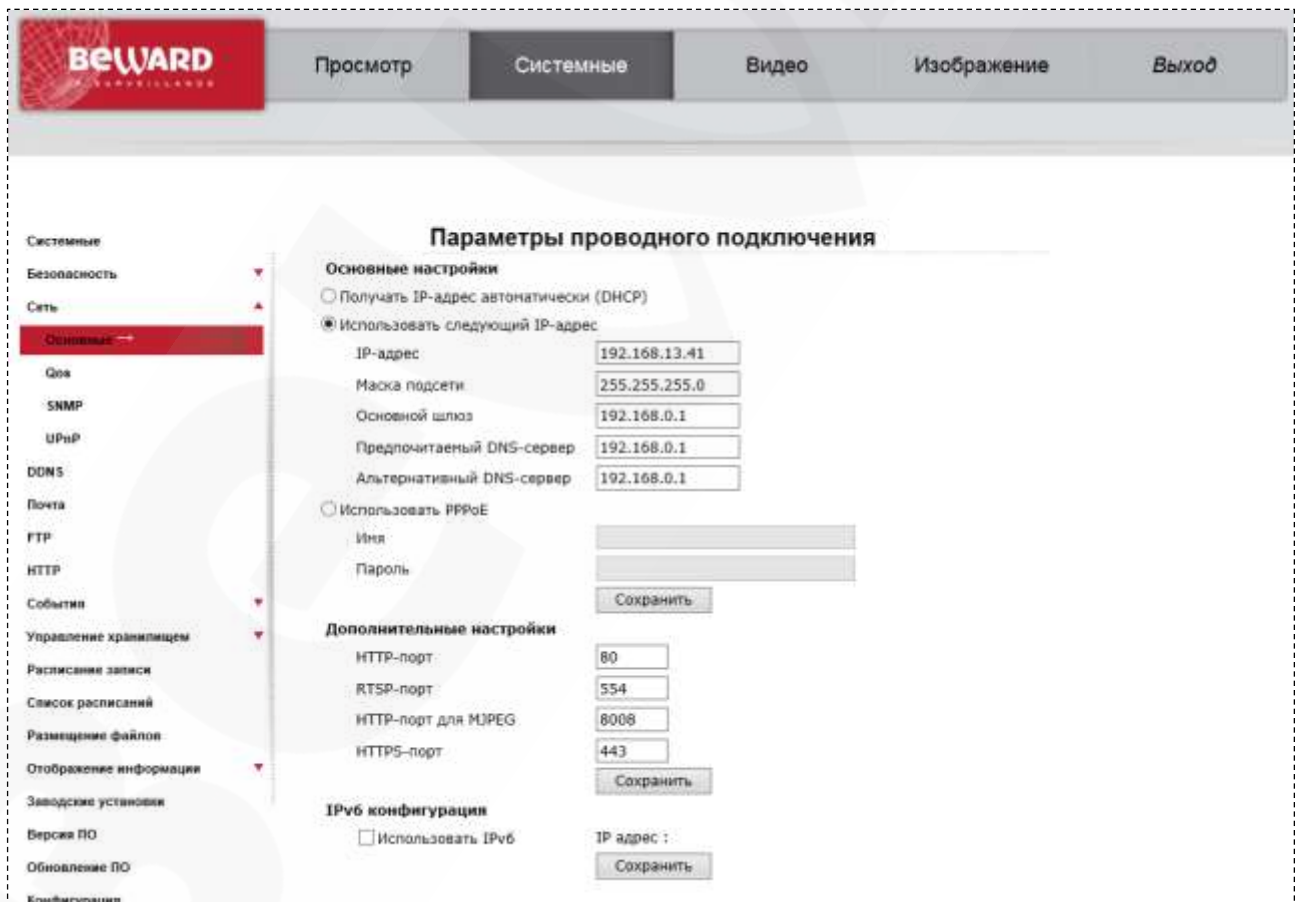 BEWARD
Просмотр
Системные
Видео
Изображение
Выход
Системные
Безопасность
Сеть
Основные →
Qos
SNMP
UPnP
DDNS
Почта
FTP
HTTP
События
Управление хранилищем
Расписание записи
Список расписаний
Размещение файлов
Отображение информации
Заводские установки
Версия ПО
Обновление ПО
Конфигурация
Параметры проводного подключения
Основные настройки
Получать IP-адрес автоматически (DHCP)
Использовать следующий IP-адрес
IP-адрес 192.168.13.41
Маска подсети 255.255.255.0
Основной шлюз 192.168.0.1
Предпочитаемый DNS-сервер 192.168.0.1
Альтернативный DNS-сервер 192.168.0.1
Использовать PPPoE
Имя
Пароль
Сохранить
Дополнительные настройки
HTTP-порт 80
RTSP-порт 554
HTTP-порт для MJPEG 8008
HTTPS-порт 443
Сохранить
IPv6 конфигурация
Использовать IPv6 IP адрес :
Сохранить